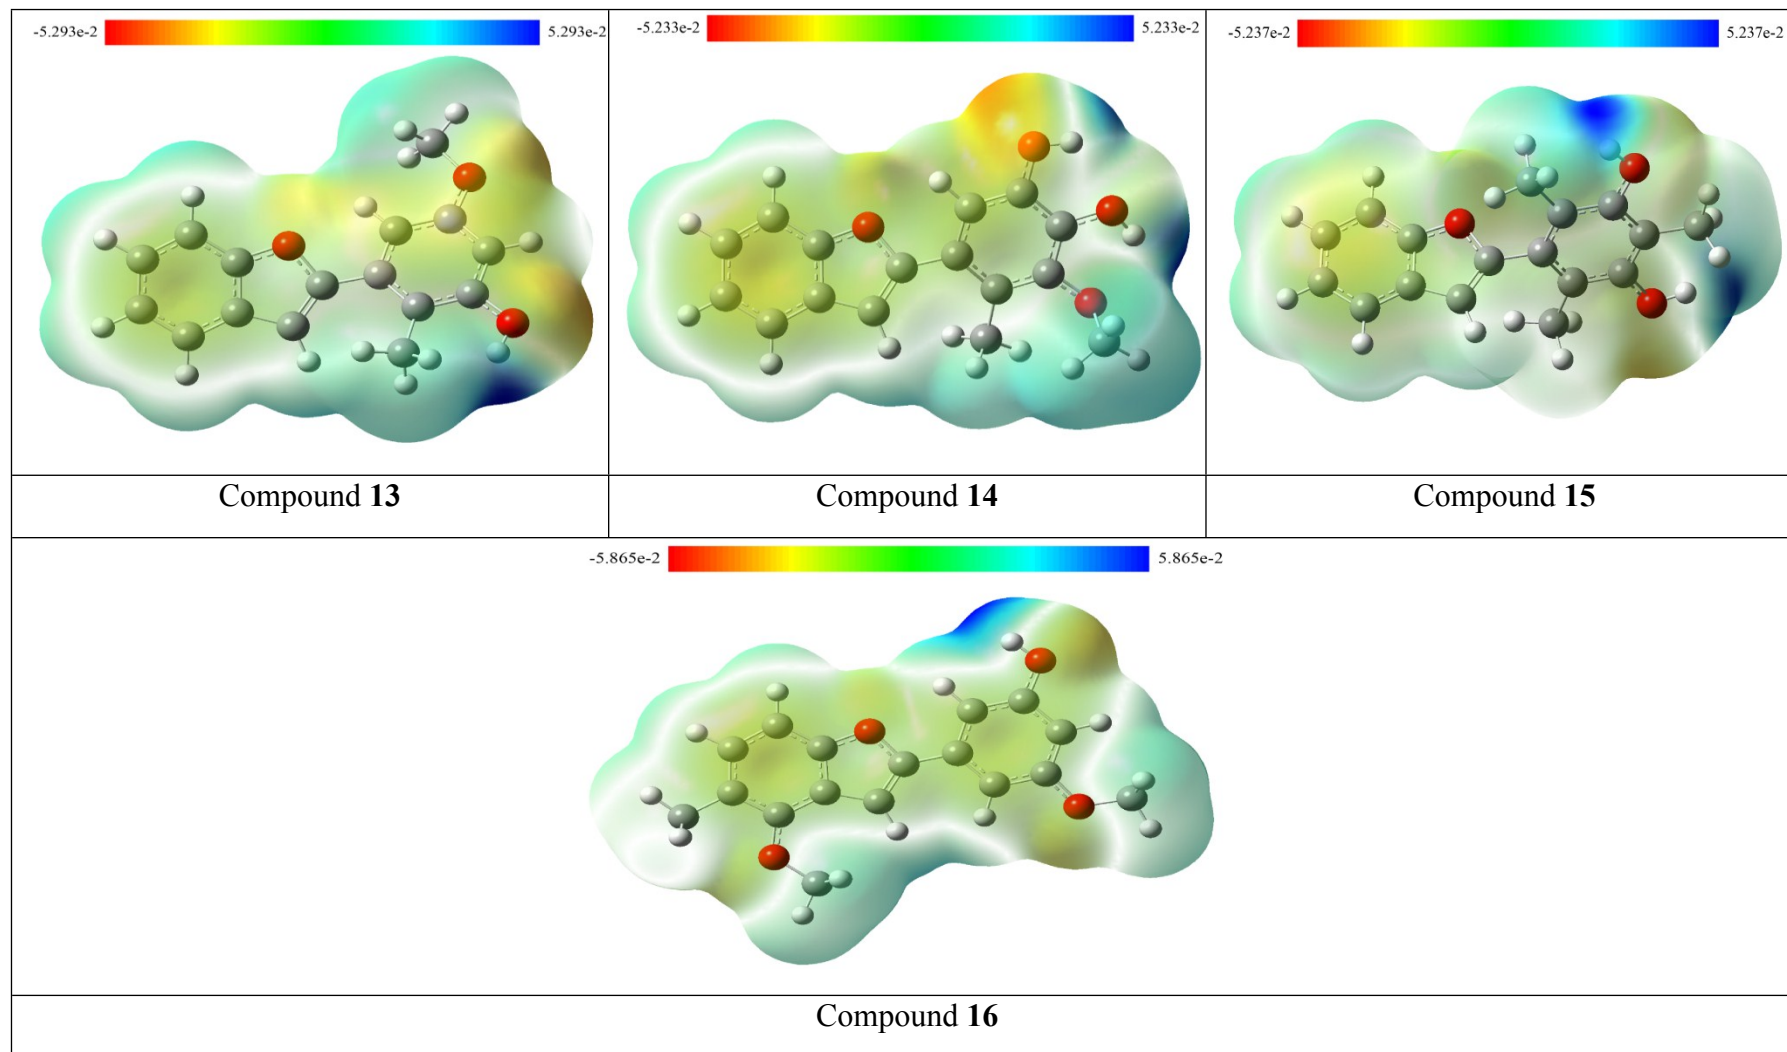 -5.293e-2 5.293e-2
-5.233e-2 5.233e-2
-5.237e-2 5.237e-2
Compound 13
Compound 14
Compound 15
-5.865e-2 5.865e-2
Compound 16